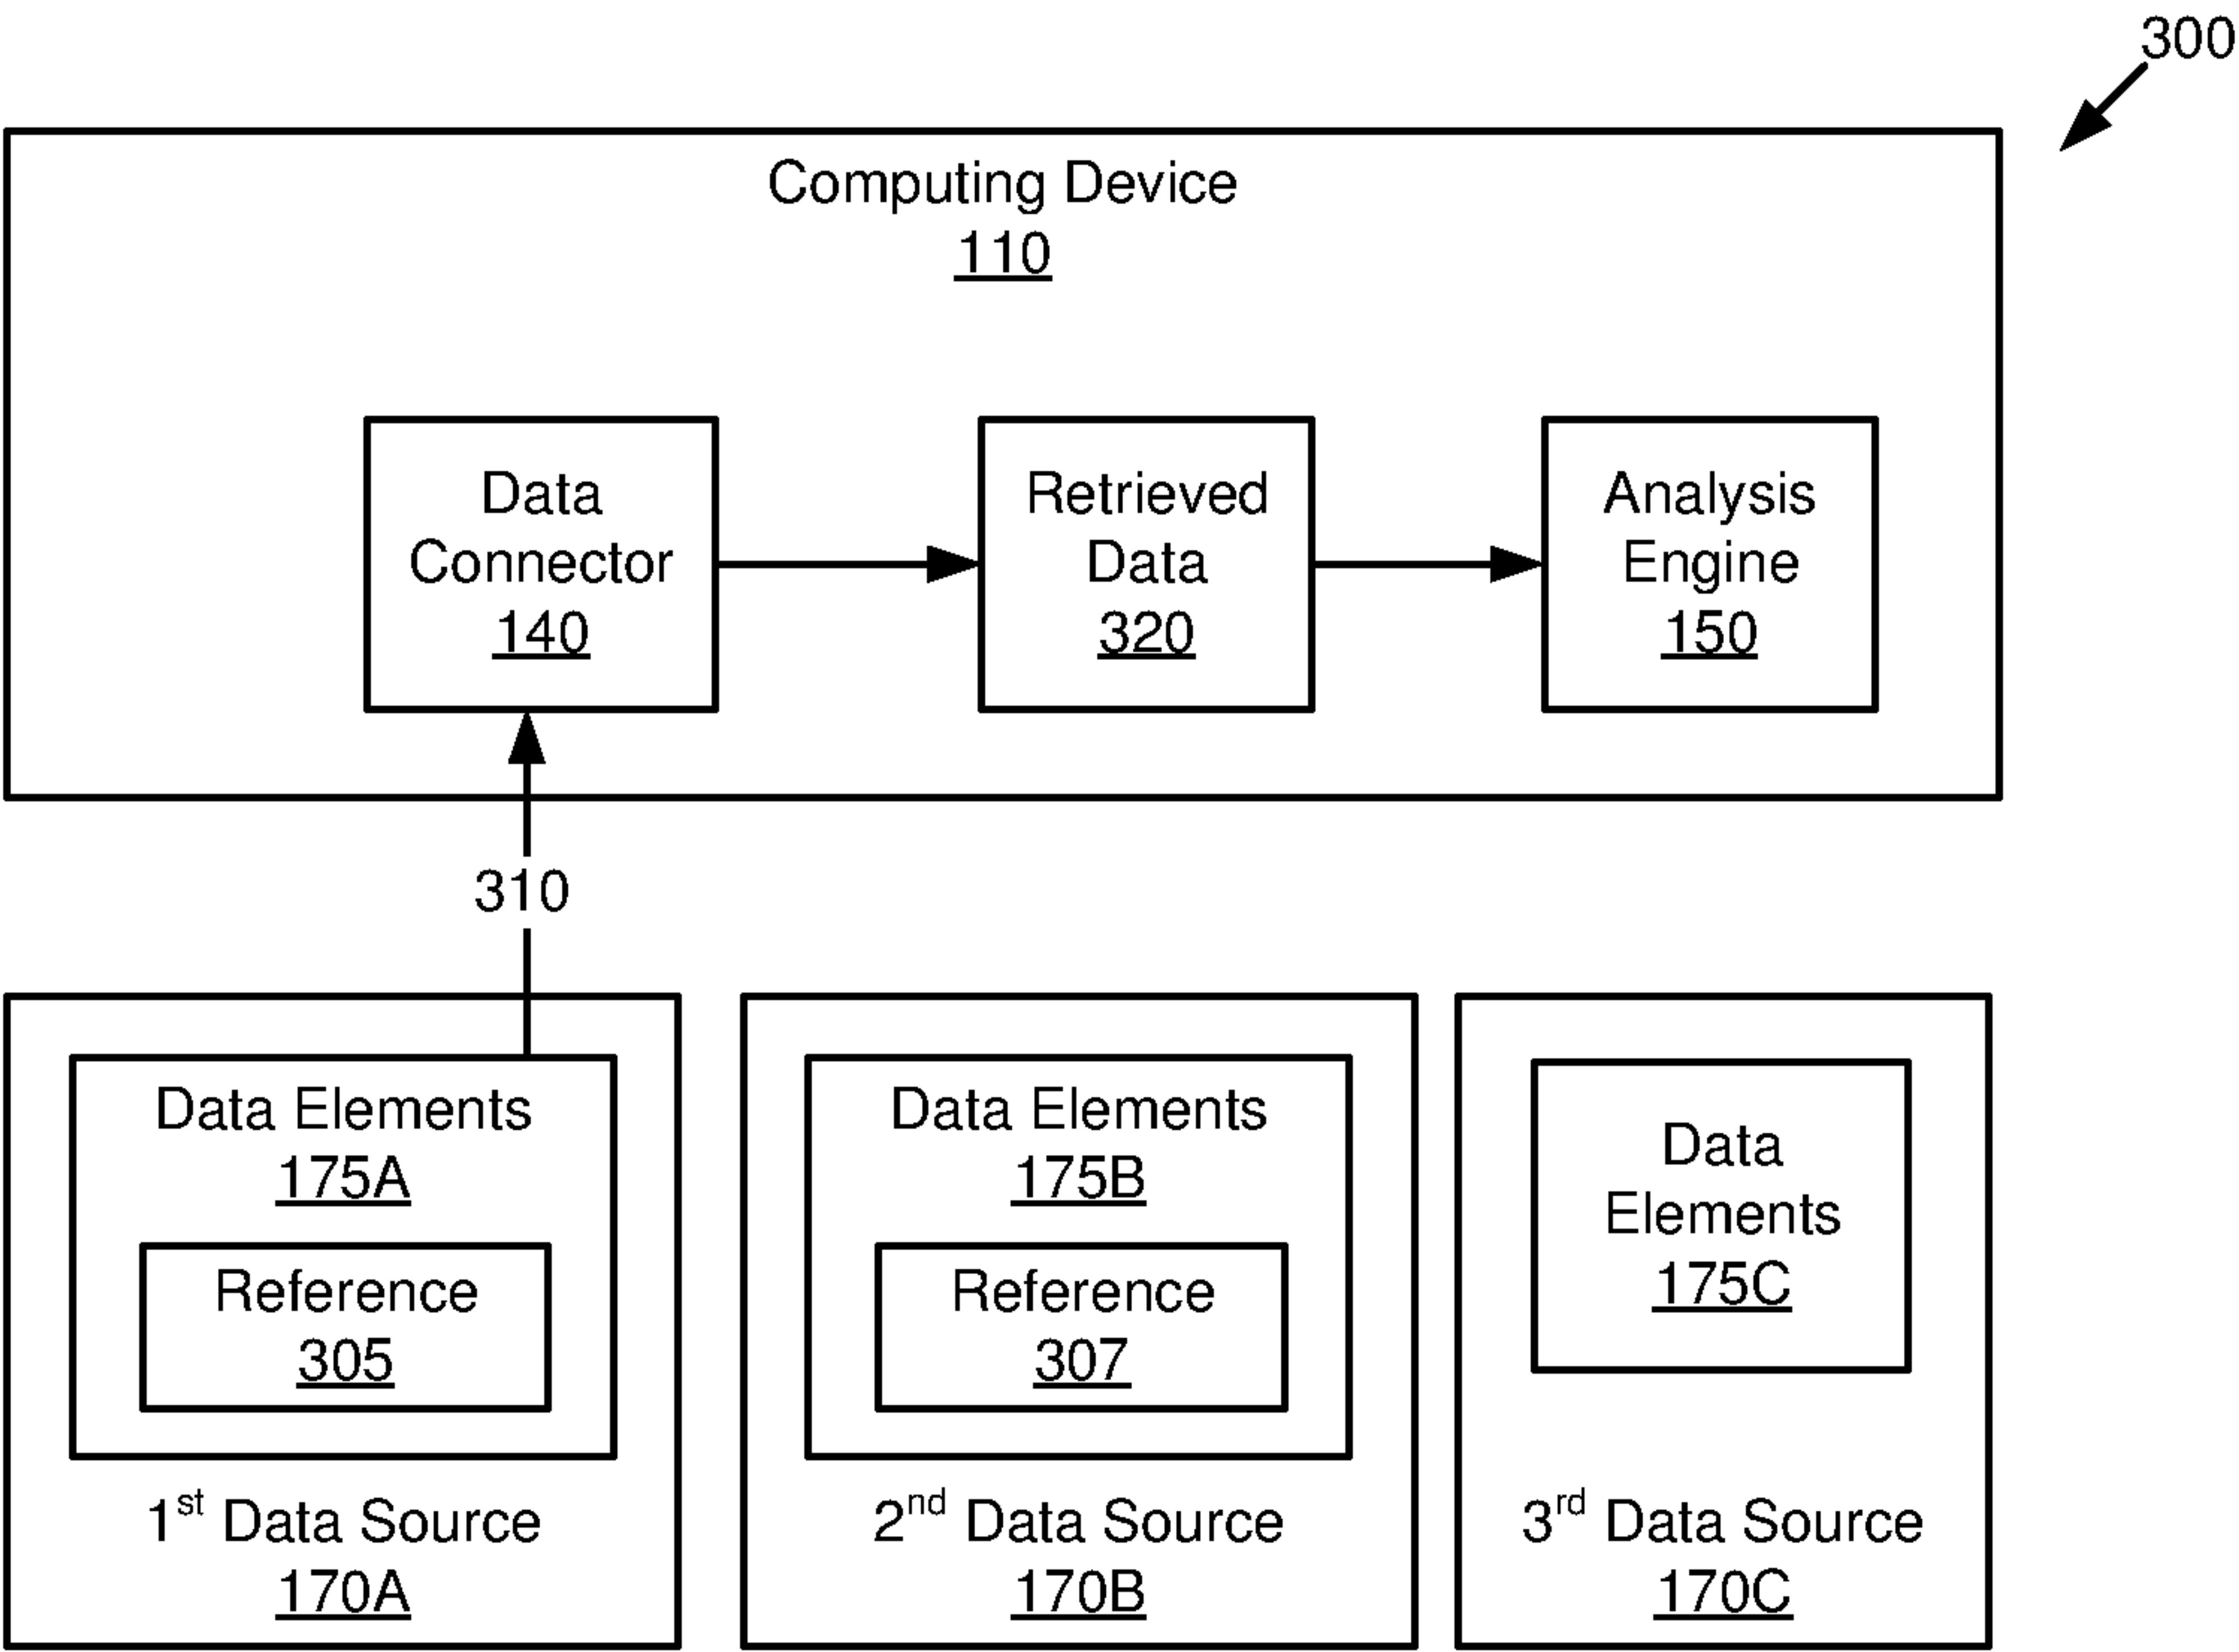 300
Computing Device
110
Data
Connector
140
Retrieved
Data
320
Analysis
Engine
150
310
Data Elements
175A
Reference
305
1st Data Source
170A
Data Elements
175B
Reference
307
2nd Data Source
170B
Data
Elements
175C
3rd Data Source
170C